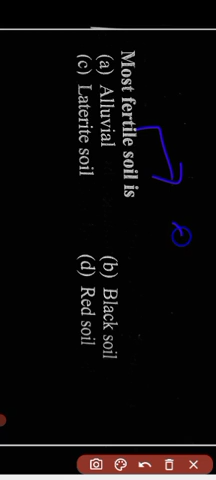 Most fertile soil is
(a) Alluvial (b) Black soil
(c) Laterite soil (d) Red soil